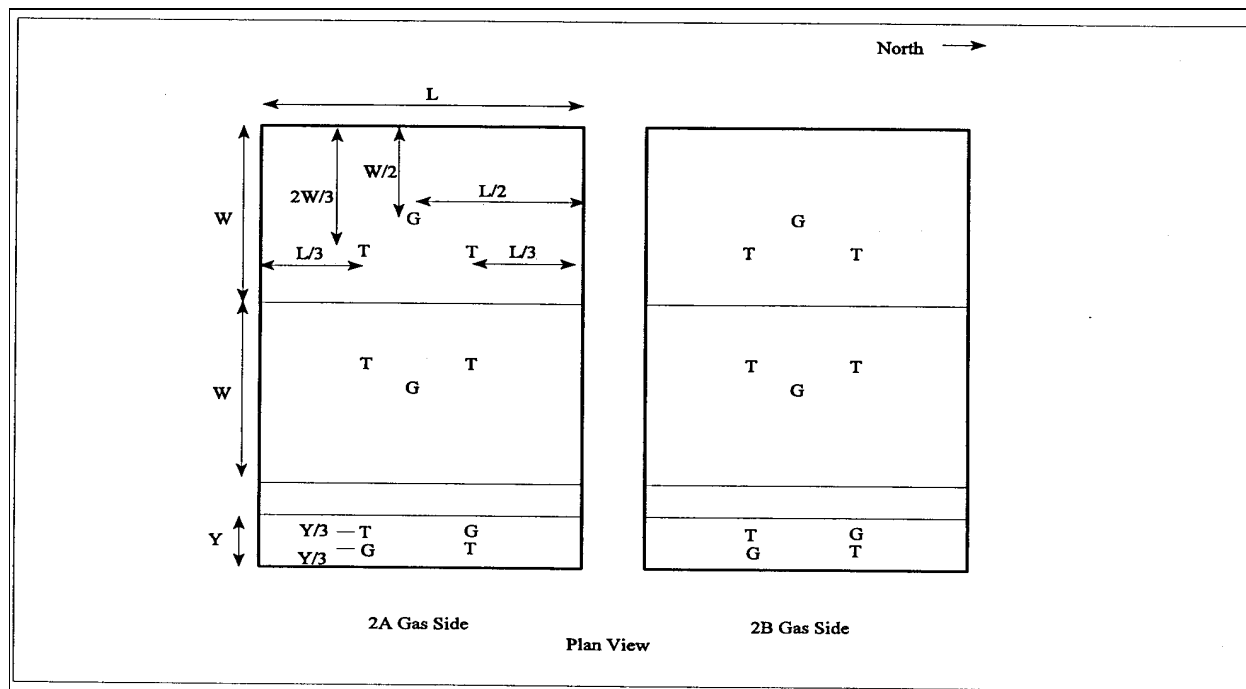 North
L
W/2
2W/3
L/2
W
G
G
L/3
T
T
L/3
T
T
T
T
T
T
W
G
G
Y/3
T
G
T
G
Y
Y/3
G
T
G
T
2A Gas Side
2B Gas Side
Plan View